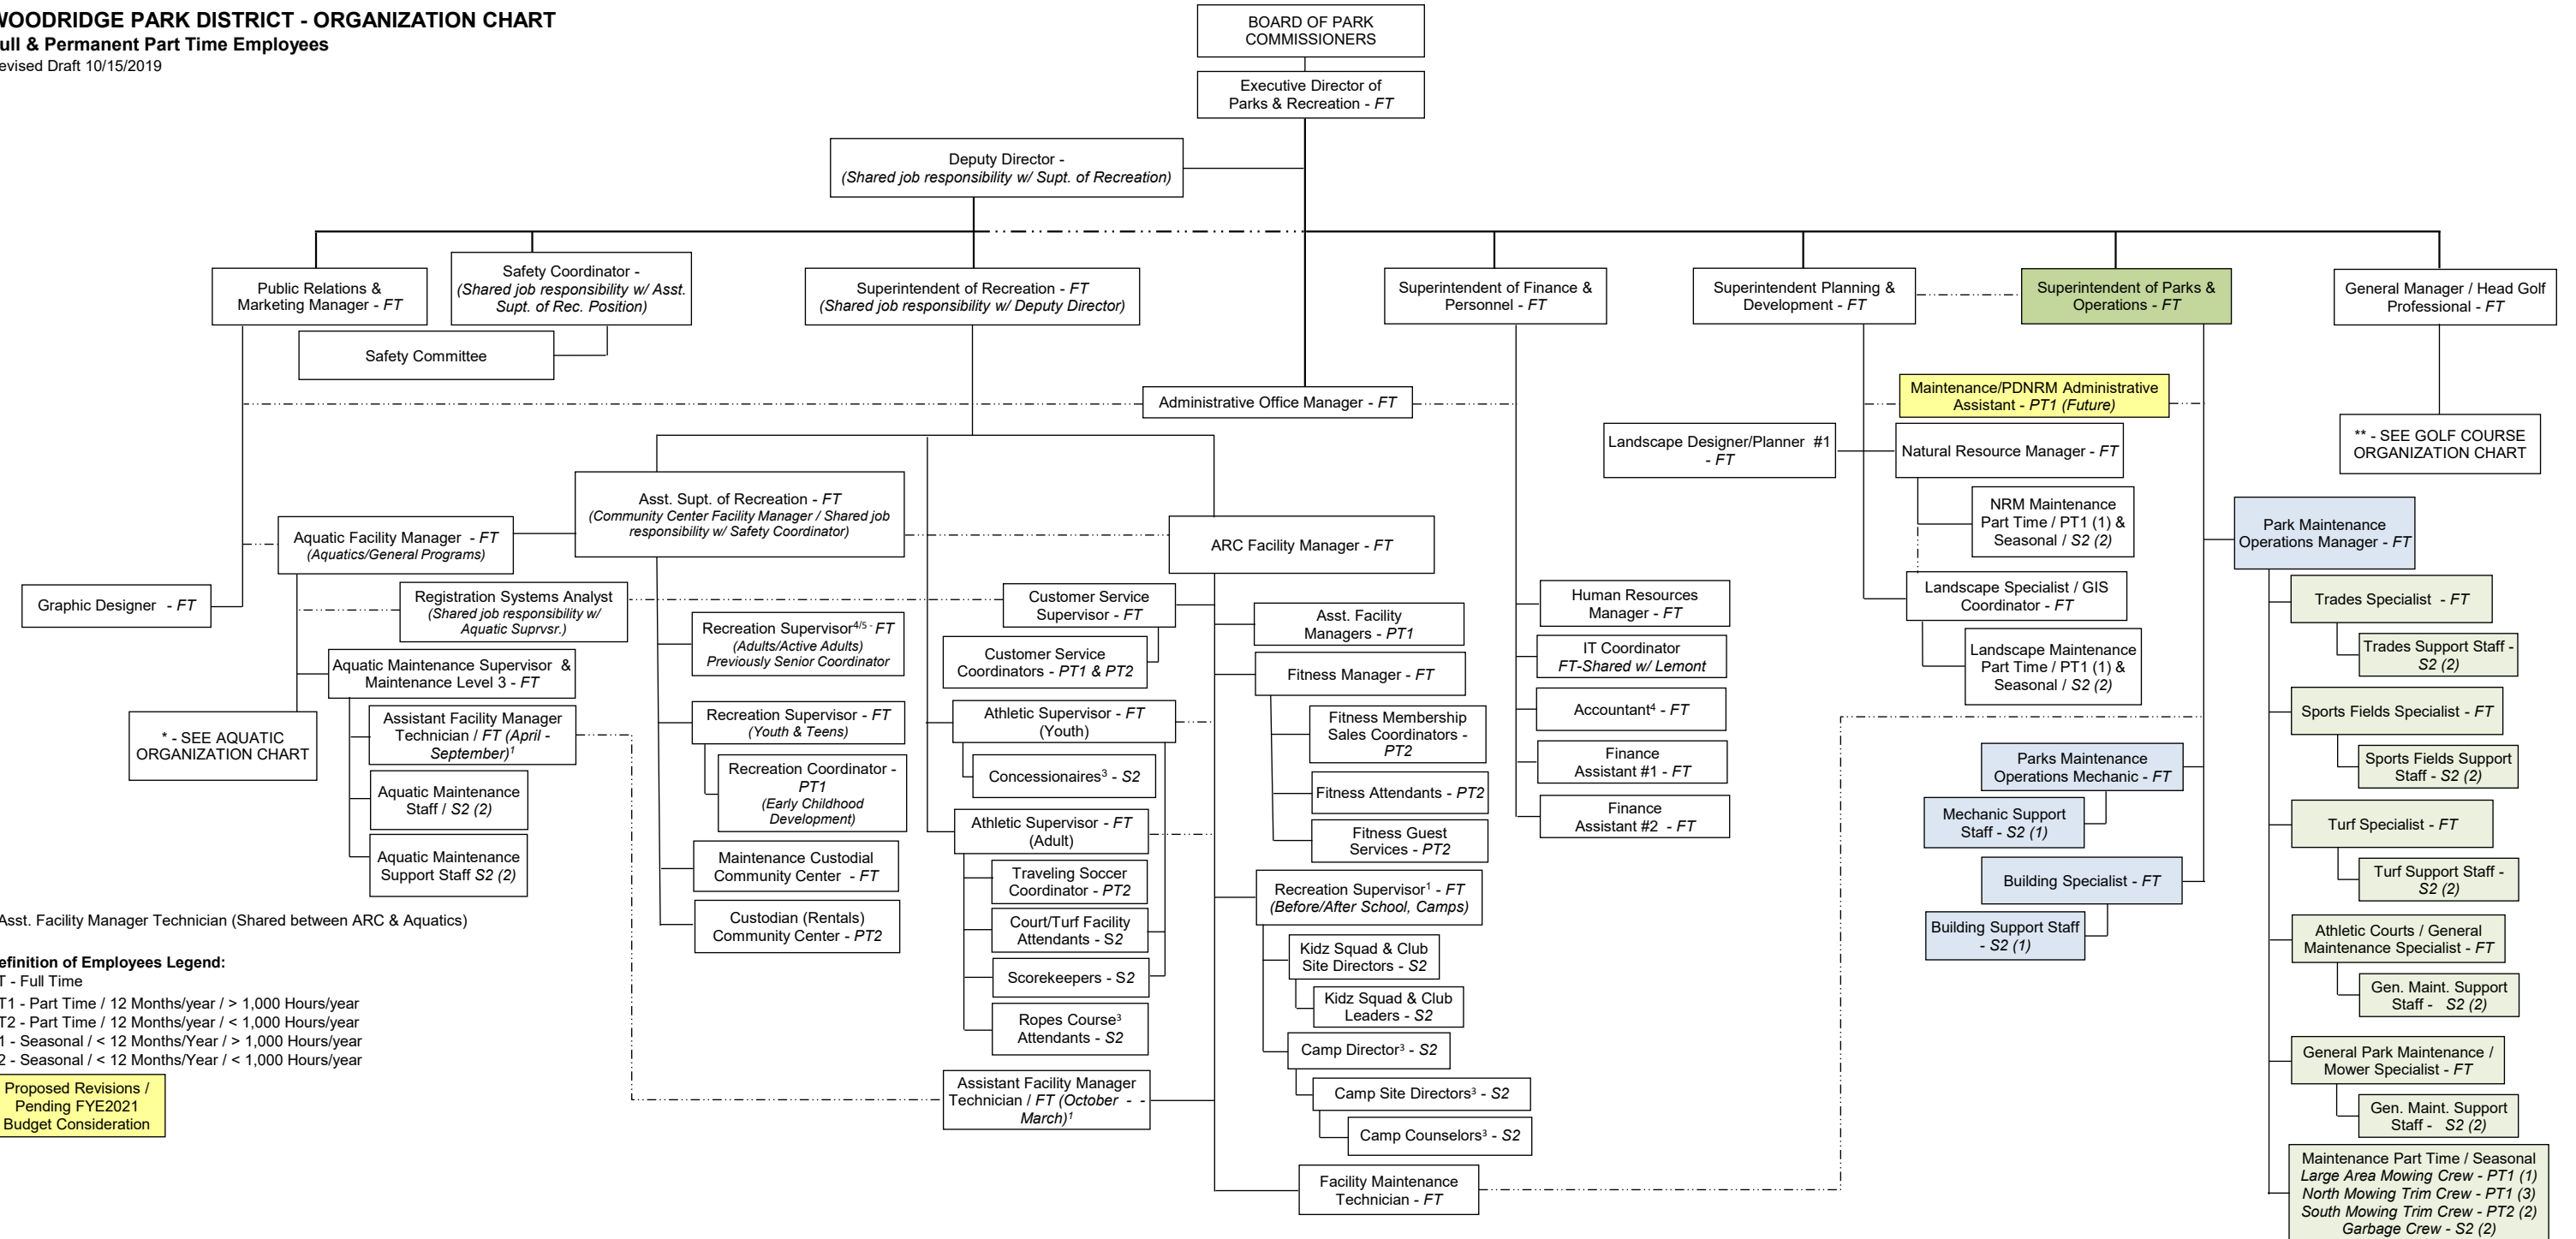 WOODRIDGE PARK DISTRICT - ORGANIZATION CHART
ull & Permanent Part Time Employees
evised Draft 10/15/2019
BOARD OF PARK
COMMISSIONERS
Executive Director of
Parks & Recreation - FT
Deputy Director -
(Shared job responsibility w/ Supt. of Recreation)
Public Relations &
Marketing Manager - FT
Safety Coordinator -
(Shared job responsibility w/ Asst.
Supt. of Rec. Position)
Safety Committee
Superintendent of Recreation - FT
(Shared job responsibility w/ Deputy Director)
Superintendent of Finance &
Personnel - FT
Superintendent Planning &
Development - FT
Superintendent of Parks &
Operations - FT
General Manager / Head Golf
Professional - FT
Administrative Office Manager - FT
Maintenance/PDNRM Administrative
Assistant - PT1 (Future)
** - SEE GOLF COURSE
ORGANIZATION CHART
Landscape Designer/Planner #1
- FT
Natural Resource Manager - FT
NRM Maintenance
Part Time / PT1 (1) &
Seasonal / S2 (2)
Landscape Specialist / GIS
Coordinator - FT
Landscape Maintenance
Part Time / PT1 (1) &
Seasonal / S2 (2)
Asst. Supt. of Recreation - FT
(Community Center Facility Manager / Shared job
responsibility w/ Safety Coordinator)
Aquatic Facility Manager - FT
(Aquatics/General Programs)
ARC Facility Manager - FT
Graphic Designer - FT
Registration Systems Analyst
(Shared job responsibility w/
Aquatic Suprvsr.)
Aquatic Maintenance Supervisor &
Maintenance Level 3 - FT
* - SEE AQUATIC
ORGANIZATION CHART
Assistant Facility Manager
Technician / FT (April -
September)¹
Aquatic Maintenance
Staff / S2 (2)
Aquatic Maintenance
Support Staff S2 (2)
Recreation Supervisor⁴/⁵ - FT
(Adults/Active Adults)
Previously Senior Coordinator
Recreation Supervisor - FT
(Youth & Teens)
Recreation Coordinator -
PT1
(Early Childhood
Development)
Maintenance Custodial
Community Center - FT
Custodian (Rentals)
Community Center - PT2
Customer Service
Supervisor - FT
Customer Service
Coordinators - PT1 & PT2
Athletic Supervisor - FT
(Youth)
Concessionaires³ - S2
Athletic Supervisor - FT
(Adult)
Traveling Soccer
Coordinator - PT2
Court/Turf Facility
Attendants - S2
Scorekeepers - S2
Ropes Course³
Attendants - S2
Assistant Facility Manager
Technician / FT (October - -
March)¹
Asst. Facility
Managers - PT1
Fitness Manager - FT
Fitness Membership
Sales Coordinators -
PT2
Fitness Attendants - PT2
Fitness Guest
Services - PT2
Recreation Supervisor¹ - FT
(Before/After School, Camps)
Kidz Squad & Club
Site Directors - S2
Kidz Squad & Club
Leaders - S2
Camp Director³ - S2
Camp Site Directors³ - S2
Camp Counselors³ - S2
Facility Maintenance
Technician - FT
Human Resources
Manager - FT
IT Coordinator
FT-Shared w/ Lemont
Accountant⁴ - FT
Finance
Assistant #1 - FT
Finance
Assistant #2 - FT
Park Maintenance
Operations Manager - FT
Parks Maintenance
Operations Mechanic - FT
Mechanic Support
Staff - S2 (1)
Building Specialist - FT
Building Support Staff
- S2 (1)
Trades Specialist - FT
Trades Support Staff -
S2 (2)
Sports Fields Specialist - FT
Sports Fields Support
Staff - S2 (2)
Turf Specialist - FT
Turf Support Staff -
S2 (2)
Athletic Courts / General
Maintenance Specialist - FT
Gen. Maint. Support
Staff - S2 (2)
General Park Maintenance /
Mower Specialist - FT
Gen. Maint. Support
Staff - S2 (2)
Maintenance Part Time / Seasonal
Large Area Mowing Crew - PT1 (1)
North Mowing Trim Crew - PT1 (3)
South Mowing Trim Crew - PT2 (2)
Garbage Crew - S2 (2)
Asst. Facility Manager Technician (Shared between ARC & Aquatics)
efinition of Employees Legend:
T - Full Time
T1 - Part Time / 12 Months/year / > 1,000 Hours/year
T2 - Part Time / 12 Months/year / < 1,000 Hours/year
1 - Seasonal / < 12 Months/Year / > 1,000 Hours/year
2 - Seasonal / < 12 Months/Year / < 1,000 Hours/year
Proposed Revisions /
Pending FYE2021
Budget Consideration